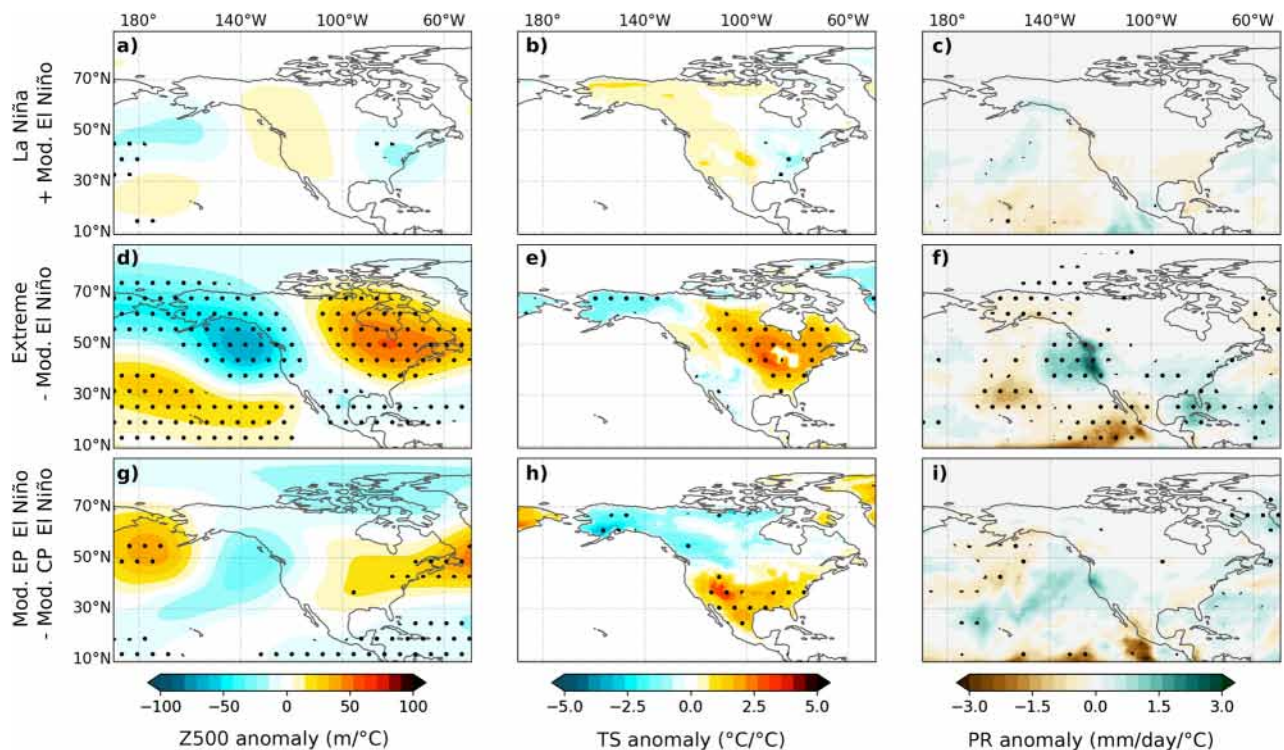 180° 140°W 100°W 60°W 180° 140°W 100°W 60°W 180° 140°W 100°W 60°W
La Niña
+ Mod. El Niño
a) b) c)
70°N
50°N
30°N
10°N
Extreme
- Mod. El Niño
d) e) f)
70°N
50°N
30°N
10°N
Mod. EP El Niño
- Mod. CP El Niño
g) h) i)
70°N
50°N
30°N
10°N
−100 −50 0 50 100 −5.0 −2.5 0.0 2.5 5.0 −3.0 −1.5 0.0 1.5 3.0
Z500 anomaly (m/°C) TS anomaly (°C/°C) PR anomaly (mm/day/°C)